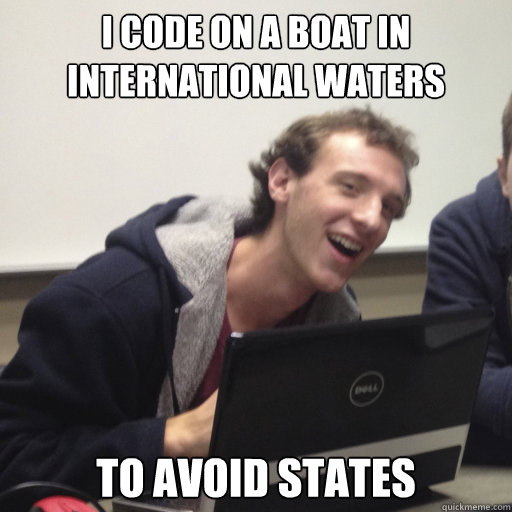 I CODE ON A BOAT IN
INTERNATIONAL WATERS
DELL
TO AVOID STATES
quickmeme.com